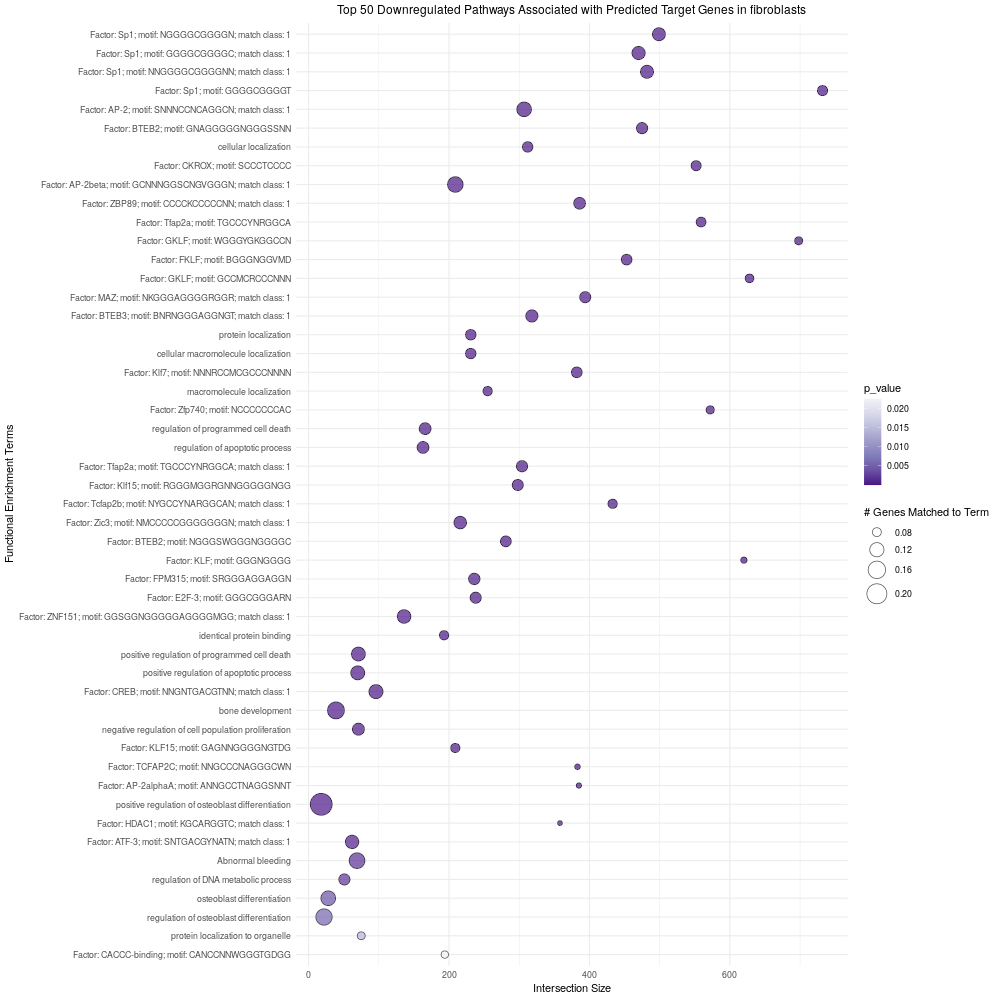 Top 50 Downregulated Pathways Associated with Predicted Target Genes in fibroblasts
Functional Enrichment Terms
Factor: Sp1; motif: NGGGGCGGGGN; match class: 1
Factor: Sp1; motif: GGGGCGGGGC; match class: 1
Factor: Sp1; motif: NNGGGGCGGGGNN; match class: 1
Factor: Sp1; motif: GGGGCGGGGT
Factor: AP-2; motif: SNNNCCNCAGGCN; match class: 1
Factor: BTEB2; motif: GNAGGGGGNGGGSSNN
cellular localization
Factor: CKROX; motif: SCCCTCCCC
Factor: AP-2beta; motif: GCNNNGGSCNGVGGGN; match class: 1
Factor: ZBP89; motif: CCCCKCCCCCNN; match class: 1
Factor: Tfap2a; motif: TGCCCYNRGGCA
Factor: GKLF; motif: WGGGYGKGGCCN
Factor: FKLF; motif: BGGGNGGVMD
Factor: GKLF; motif: GCCMCRCCCNNN
Factor: MAZ; motif: NKGGGAGGGGRGGR; match class: 1
Factor: BTEB3; motif: BNRNGGGAGGNGT; match class: 1
protein localization
cellular macromolecule localization
Factor: Klf7; motif: NNNRCCMCGCCCNNNN
macromolecule localization
Factor: Zfp740; motif: NCCCCCCCAC
regulation of programmed cell death
regulation of apoptotic process
Factor: Tfap2a; motif: TGCCCYNRGGCA; match class: 1
Factor: Klf15; motif: RGGGMGGRGNNGGGGGNGG
Factor: Tcfap2b; motif: NYGCCYNARGGCAN; match class: 1
Factor: Zic3; motif: NMCCCCCGGGGGGGN; match class: 1
Factor: BTEB2; motif: NGGGSWGGGNGGGGC
Factor: KLF; motif: GGGNGGGG
Factor: FPM315; motif: SRGGGAGGAGGN
Factor: E2F-3; motif: GGGCGGGARN
Factor: ZNF151; motif: GGSGGNGGGGGAGGGGMGG; match class: 1
identical protein binding
positive regulation of programmed cell death
positive regulation of apoptotic process
Factor: CREB; motif: NNGNTGACGTNN; match class: 1
bone development
negative regulation of cell population proliferation
Factor: KLF15; motif: GAGNNGGGGNGTDG
Factor: TCFAP2C; motif: NNGCCCNAGGGCWN
Factor: AP-2alphaA; motif: ANNGCCTNAGGSNNT
positive regulation of osteoblast differentiation
Factor: HDAC1; motif: KGCARGGTC; match class: 1
Factor: ATF-3; motif: SNTGACGYNATN; match class: 1
Abnormal bleeding
regulation of DNA metabolic process
osteoblast differentiation
regulation of osteoblast differentiation
protein localization to organelle
Factor: CACCC-binding; motif: CANCCNNWGGGTGDGG
0 200 400 600
Intersection Size
p_value
0.020
0.015
0.010
0.005
# Genes Matched to Term
0.08
0.12
0.16
0.20